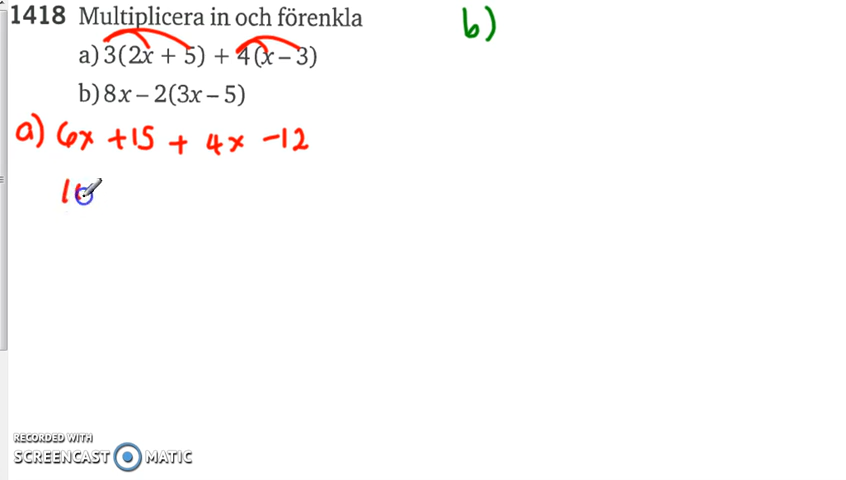 1418 Multiplicera in och förenkla
a) 3(2x + 5) + 4(x – 3)
b) 8x – 2(3x – 5)
a) 6x +15 + 4x -12
b)
RECORDED WITH
SCREENCAST MATIC